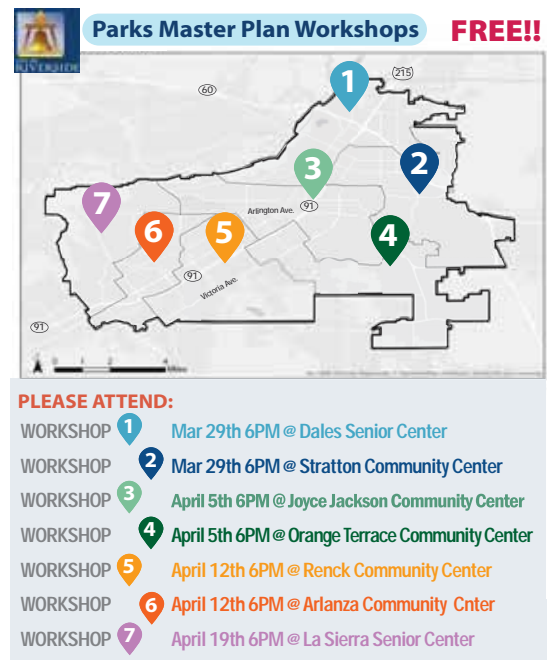 RIVERSIDE
Parks Master Plan Workshops
FREE!!
1
215
60
2
3
7
91
Arlington Ave.
6
5
4
91
Victoria Ave.
91
0 1 2 4
Miles
PLEASE ATTEND:
WORKSHOP 1 Mar 29th 6PM @ Dales Senior Center
WORKSHOP 2 Mar 29th 6PM @ Stratton Community Center
WORKSHOP 3 April 5th 6PM @ Joyce Jackson Community Center
WORKSHOP 4 April 5th 6PM @ Orange Terrace Community Center
WORKSHOP 5 April 12th 6PM @ Renck Community Center
WORKSHOP 6 April 12th 6PM @ Arlanza Community Cnter
WORKSHOP 7 April 19th 6PM @ La Sierra Senior Center